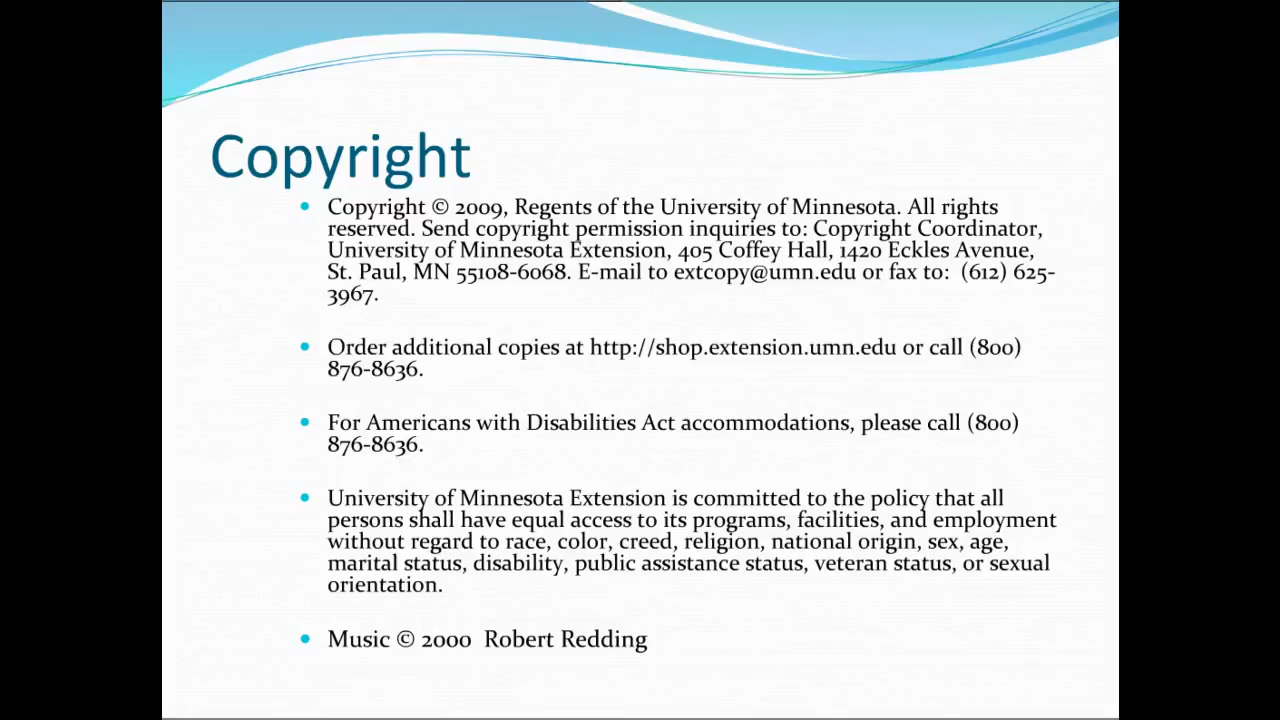 Copyright
• Copyright © 2009, Regents of the University of Minnesota. All rights
reserved. Send copyright permission inquiries to: Copyright Coordinator,
University of Minnesota Extension, 405 Coffey Hall, 1420 Eckles Avenue,
St. Paul, MN 55108-6068. E-mail to extcopy@umn.edu or fax to:  (612) 625-
3967.
• Order additional copies at http://shop.extension.umn.edu or call (800)
876-8636.
• For Americans with Disabilities Act accommodations, please call (800)
876-8636.
• University of Minnesota Extension is committed to the policy that all
persons shall have equal access to its programs, facilities, and employment
without regard to race, color, creed, religion, national origin, sex, age,
marital status, disability, public assistance status, veteran status, or sexual
orientation.
• Music © 2000  Robert Redding